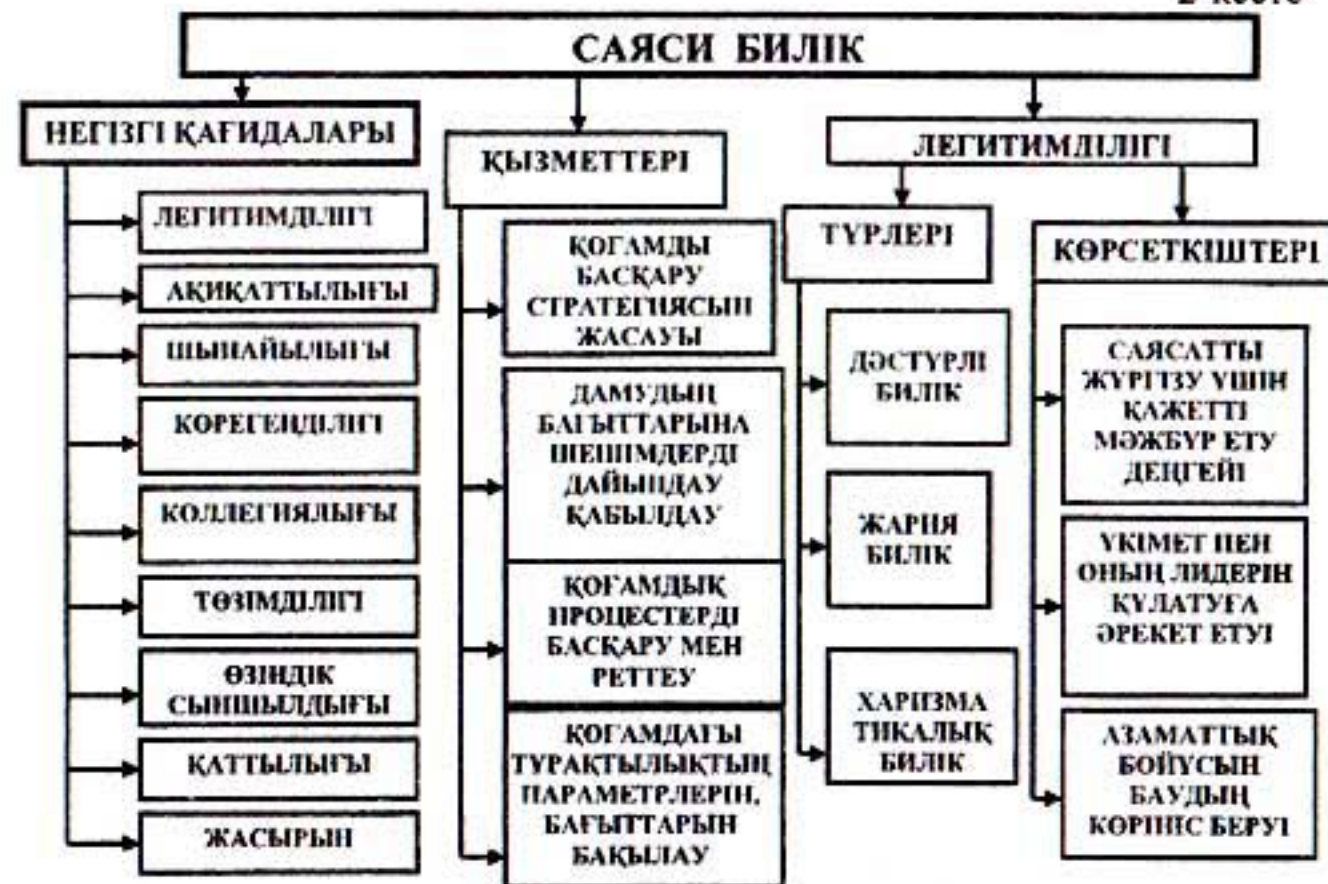 САЯСИ БИЛІК
НЕГІЗГІ ҚАҒИДАЛАРЫ
ЛЕГИТИМДІЛІГІ
АҚИҚАТТЫЛЫҒЫ
ШЫНАЙЫЛЫҒЫ
КӨРЕГЕНДІЛІГІ
КОЛЛЕГИЯЛЫҒЫ
ТӨЗІМДІЛІГІ
ӨЗІНДІК
СЫНШЫЛДЫҒЫ
ҚАТТЫЛЫҒЫ
ЖАСЫРЫН
ҚЫЗМЕТТЕРІ
ҚОҒАМДЫ
БАСҚАРУ
СТРАТЕГИЯСЫН
ЖАСАУЫ
ДАМУДЫҢ
БАҒЫТТАРЫНА
ШЕШІМДЕРДІ
ДАЙЫНДАУ
ҚАБЫЛДАУ
ҚОҒАМДЫҚ
ПРОЦЕСТЕРДІ
БАСҚАРУ МЕН
РЕТТЕУ
ҚОҒАМДАҒЫ
ТҰРАҚТЫЛЫҚТЫҢ
ПАРАМЕТРЛЕРІН,
БАҒЫТТАРЫН
БАҚЫЛАУ
ЛЕГИТИМДІЛІГІ
ТҮРЛЕРІ
ДӘСТҮРЛІ
БИЛІК
ЖАРИЯ
БИЛІК
ХАРИЗМА
ТИКАЛЫҚ
БИЛІК
КӨРСЕТКІШТЕРІ
САЯСАТТЫ
ЖҮРГІЗУ ҮШІН
ҚАЖЕТТІ
МӘЖБҮР ЕТУ
ДЕҢГЕЙІ
ҮКІМЕТ ПЕН
ОНЫҢ ЛИДЕРІН
ҚҰЛАТУҒА
ӘРЕКЕТ ЕТУІ
АЗАМАТТЫҚ
БОЙҰСЫН
БАУДЫҢ
КӨРІНІС БЕРУІ